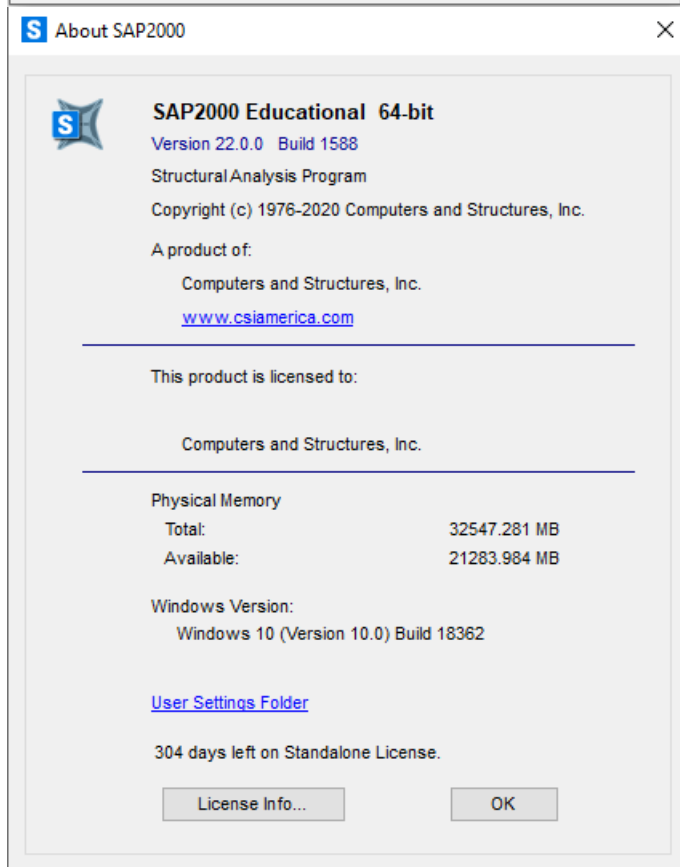 S About SAP2000
S
SAP2000 Educational 64-bit
Version 22.0.0 Build 1588
Structural Analysis Program
Copyright (c) 1976-2020 Computers and Structures, Inc.
A product of:
Computers and Structures, Inc.
www.csiamerica.com
This product is licensed to:
Computers and Structures, Inc.
Physical Memory
Total: 32547.281 MB
Available: 21283.984 MB
Windows Version:
Windows 10 (Version 10.0) Build 18362
User Settings Folder
304 days left on Standalone License.
License Info... OK